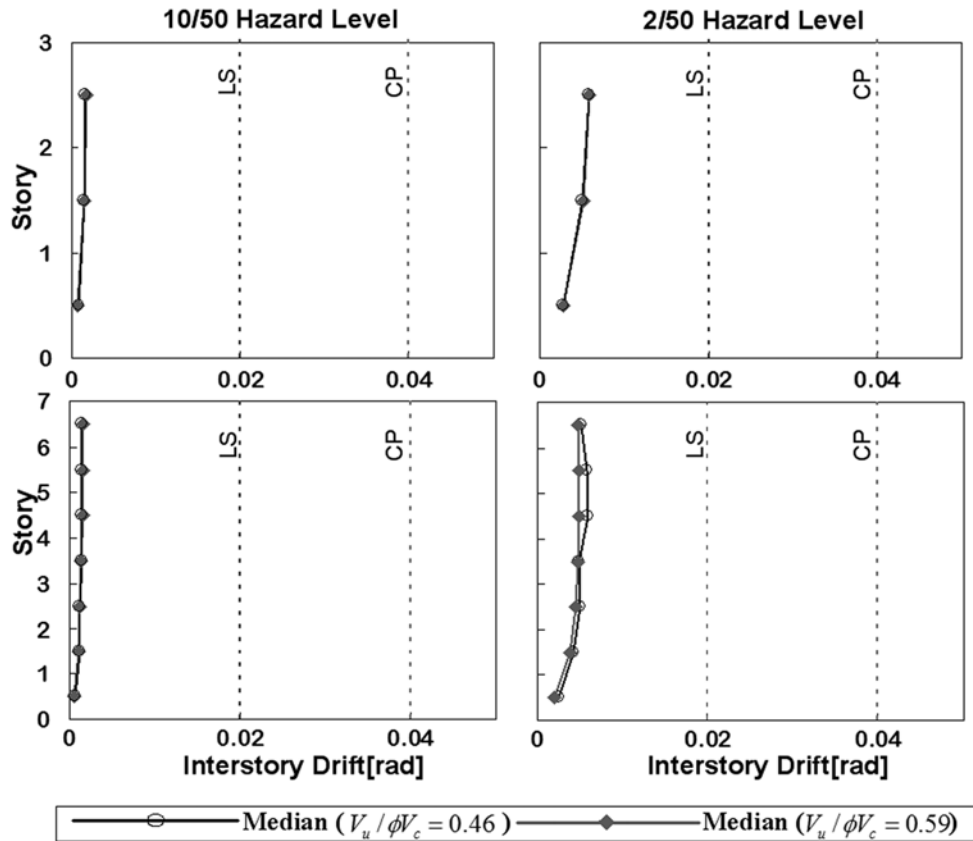 10/50 Hazard Level
2/50 Hazard Level
3
2
1
0
Story
LS
CP
0
0.02
0.04
LS
CP
0
0.02
0.04
7
6
5
4
3
2
1
0
Story
LS
CP
0
0.02
0.04
Interstory Drift[rad]
LS
CP
0
0.02
0.04
Interstory Drift[rad]
Median (V_u / ϕV_c = 0.46)
Median (V_u / ϕV_c = 0.59)